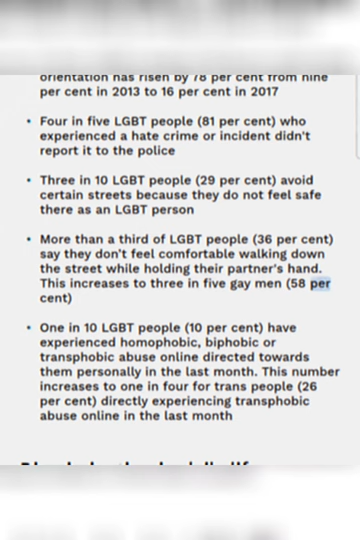 orientation has risen by 78 per cent from nine
per cent in 2013 to 16 per cent in 2017
• Four in five LGBT people (81 per cent) who
experienced a hate crime or incident didn't
report it to the police
• Three in 10 LGBT people (29 per cent) avoid
certain streets because they do not feel safe
there as an LGBT person
• More than a third of LGBT people (36 per cent)
say they don't feel comfortable walking down
the street while holding their partner's hand.
This increases to three in five gay men (58 per
cent)
• One in 10 LGBT people (10 per cent) have
experienced homophobic, biphobic or
transphobic abuse online directed towards
them personally in the last month. This number
increases to one in four for trans people (26
per cent) directly experiencing transphobic
abuse online in the last month